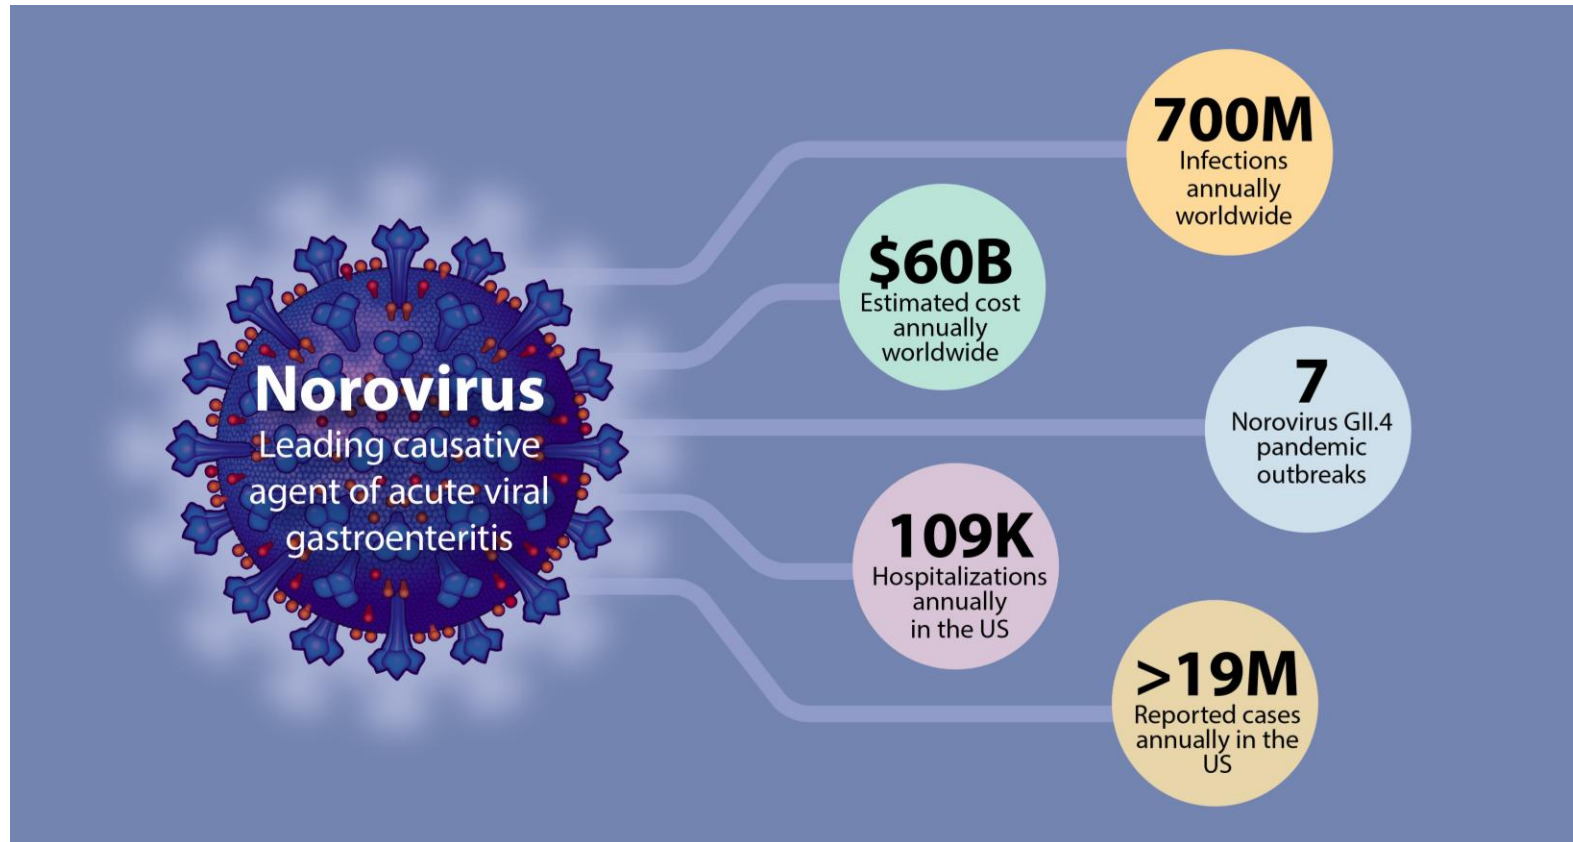 Norovirus
Leading causative
agent of acute viral
gastroenteritis
700M
Infections
annually
worldwide
$60B
Estimated cost
annually
worldwide
7
Norovirus GII.4
pandemic
outbreaks
109K
Hospitalizations
annually
in the US
>19M
Reported cases
annually in the
US